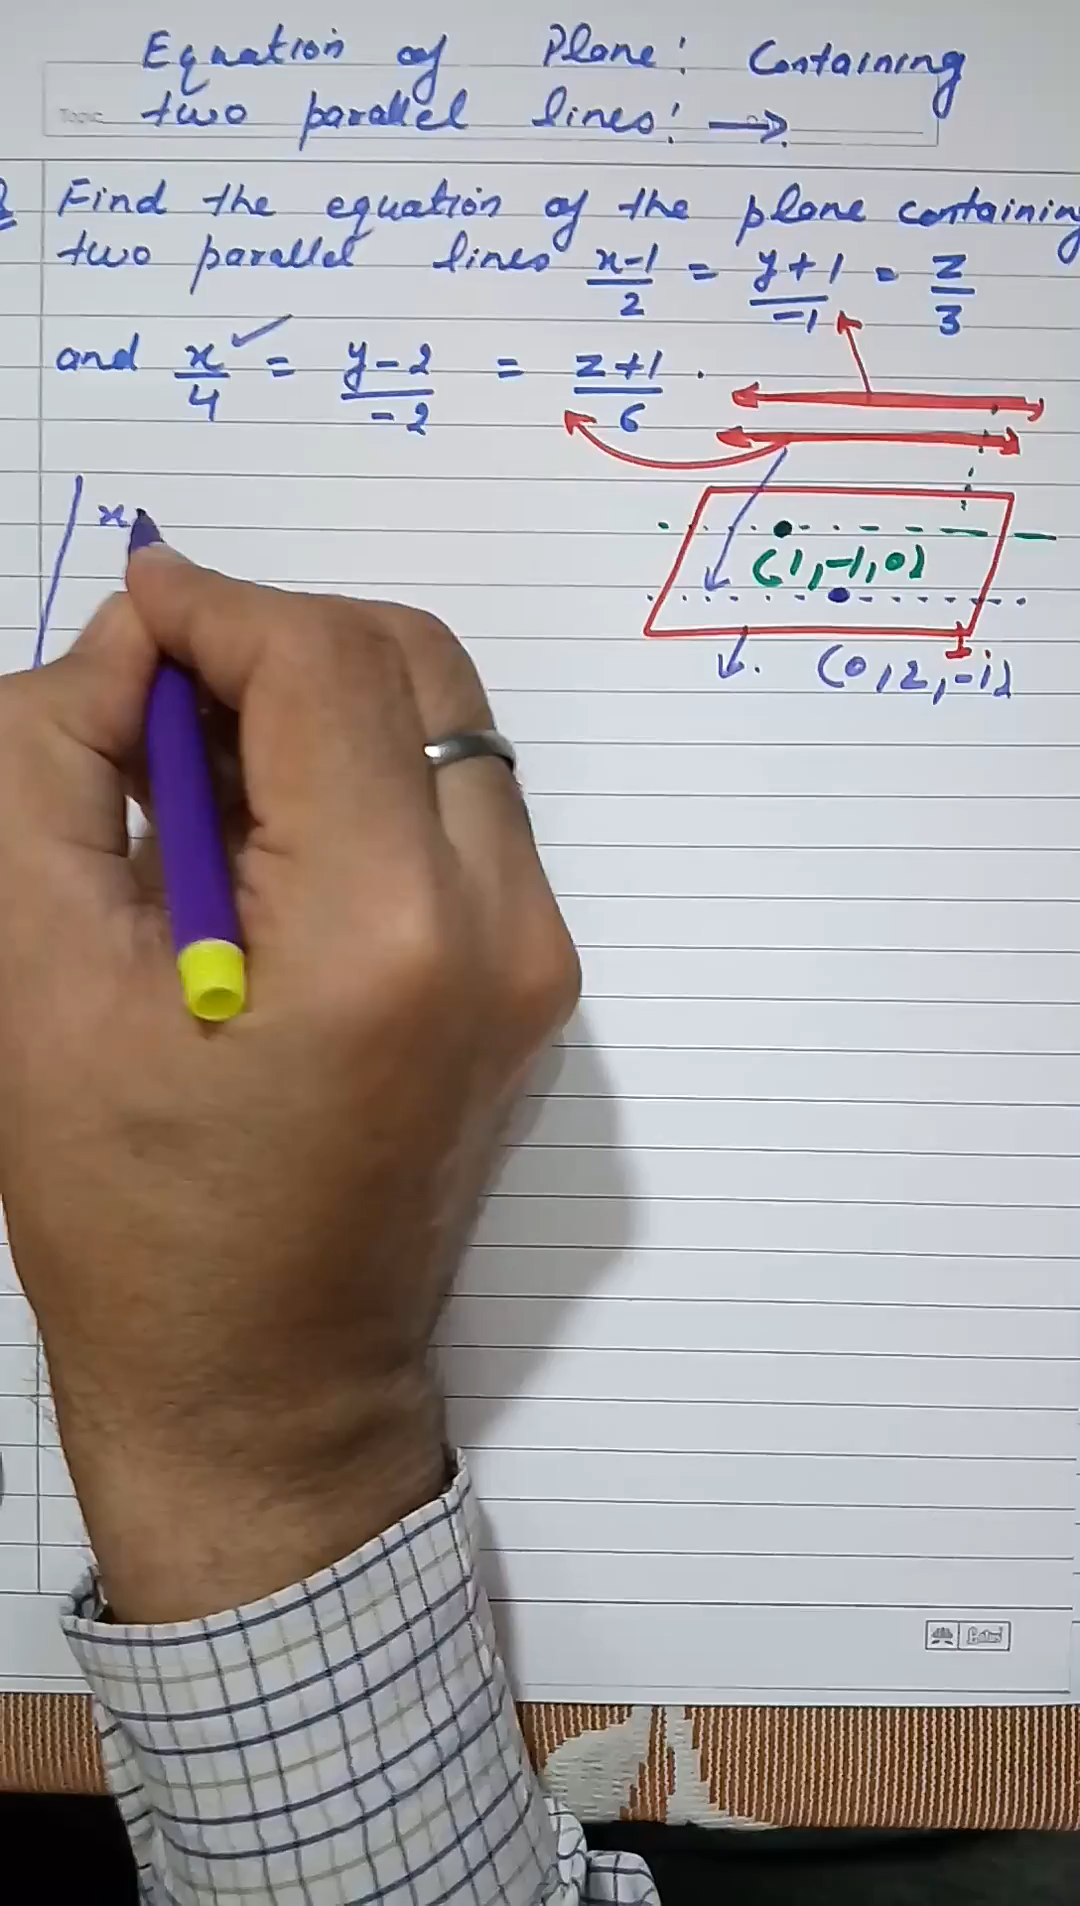 Equation of Plane: Containing
Topic
two parallel lines: →
Find the equation of the plane containing
two parallel lines x-1/2 = y+1/-1 = z/3
and x/4 = y-2/-2 = z+1/6 .
x
(1,-1,0)
(0,2,-1)